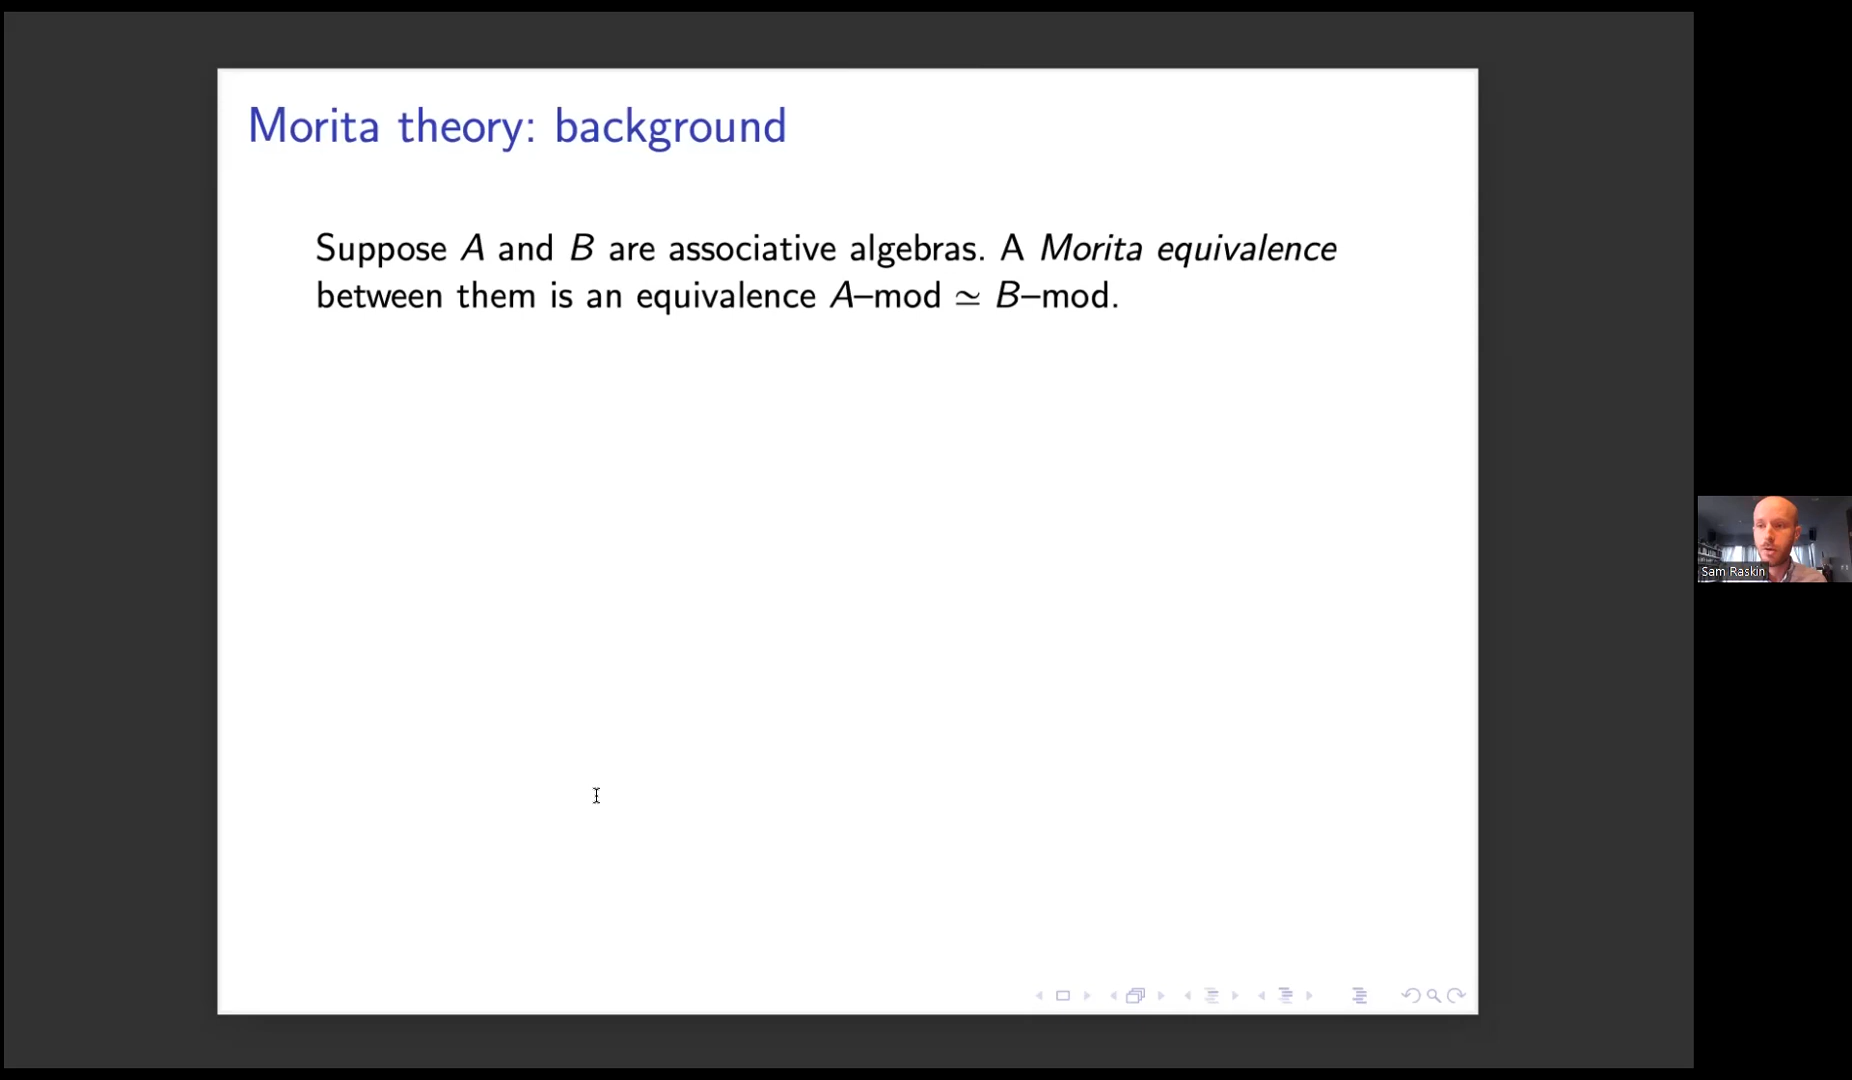 Morita theory: background
Suppose A and B are associative algebras. A Morita equivalence
between them is an equivalence A–mod ≃ B–mod.
Sam Raskin